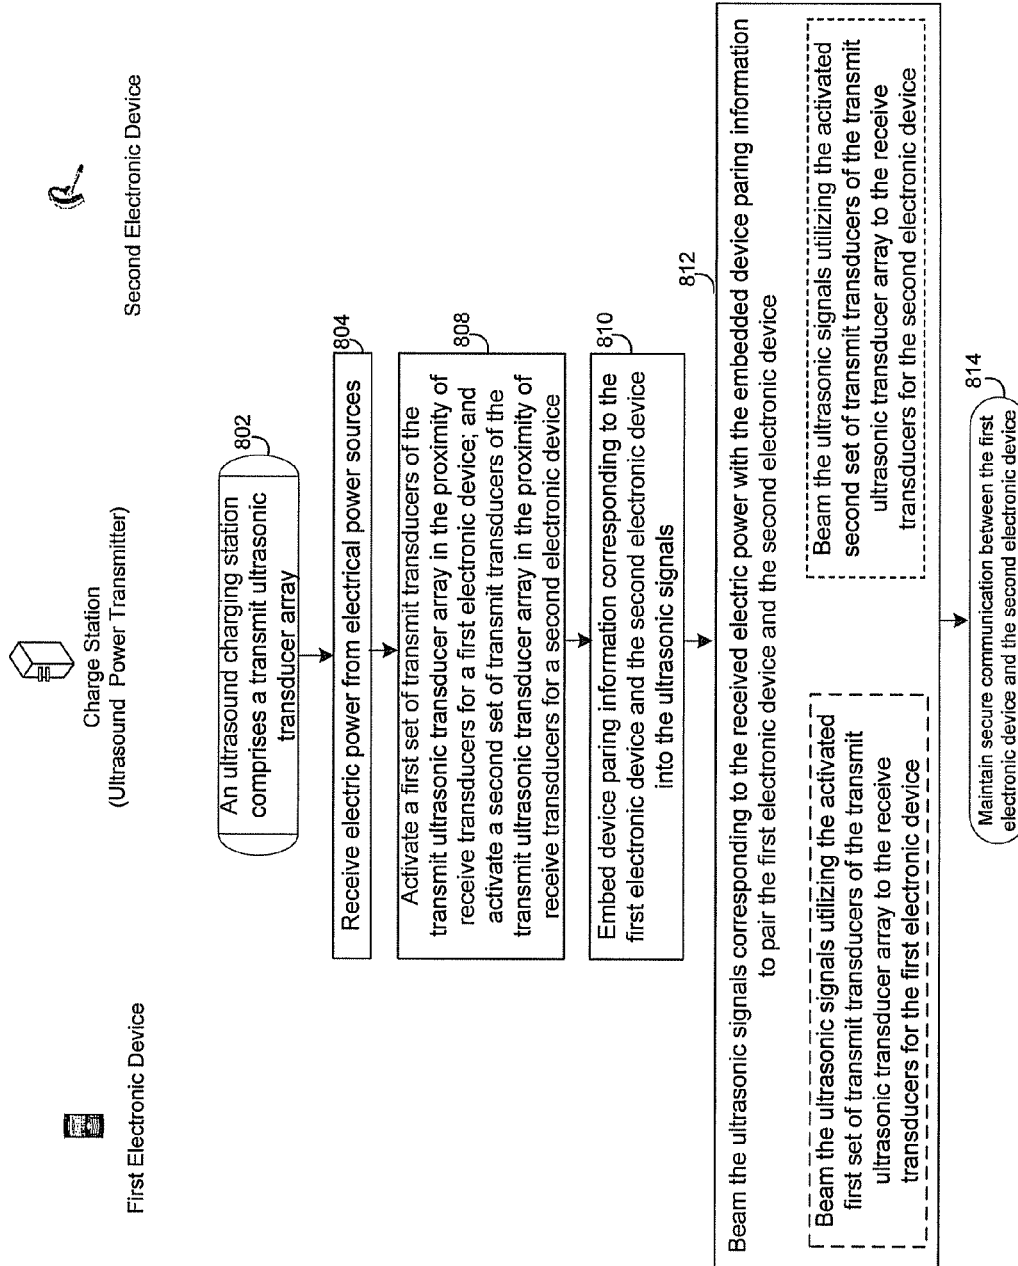 First Electronic Device
Charge Station
(Ultrasound Power Transmitter)
Second Electronic Device
802
An ultrasound charging station
comprises a transmit ultrasonic
transducer array
804
Receive electric power from electrical power sources
808
Activate a first set of transmit transducers of the
transmit ultrasonic transducer array in the proximity of
receive transducers for a first electronic device; and
activate a second set of transmit transducers of the
transmit ultrasonic transducer array in the proximity of
receive transducers for a second electronic device
810
Embed device paring information corresponding to the
first electronic device and the second electronic device
into the ultrasonic signals
812
Beam the ultrasonic signals corresponding to the received electric power with the embedded device paring information
to pair the first electronic device and the second electronic device
Beam the ultrasonic signals utilizing the activated
first set of transmit transducers of the transmit
ultrasonic transducer array to the receive
transducers for the first electronic device
Beam the ultrasonic signals utilizing the activated
second set of transmit transducers of the transmit
ultrasonic transducer array to the receive
transducers for the second electronic device
814
Maintain secure communication between the first
electronic device and the second electronic device